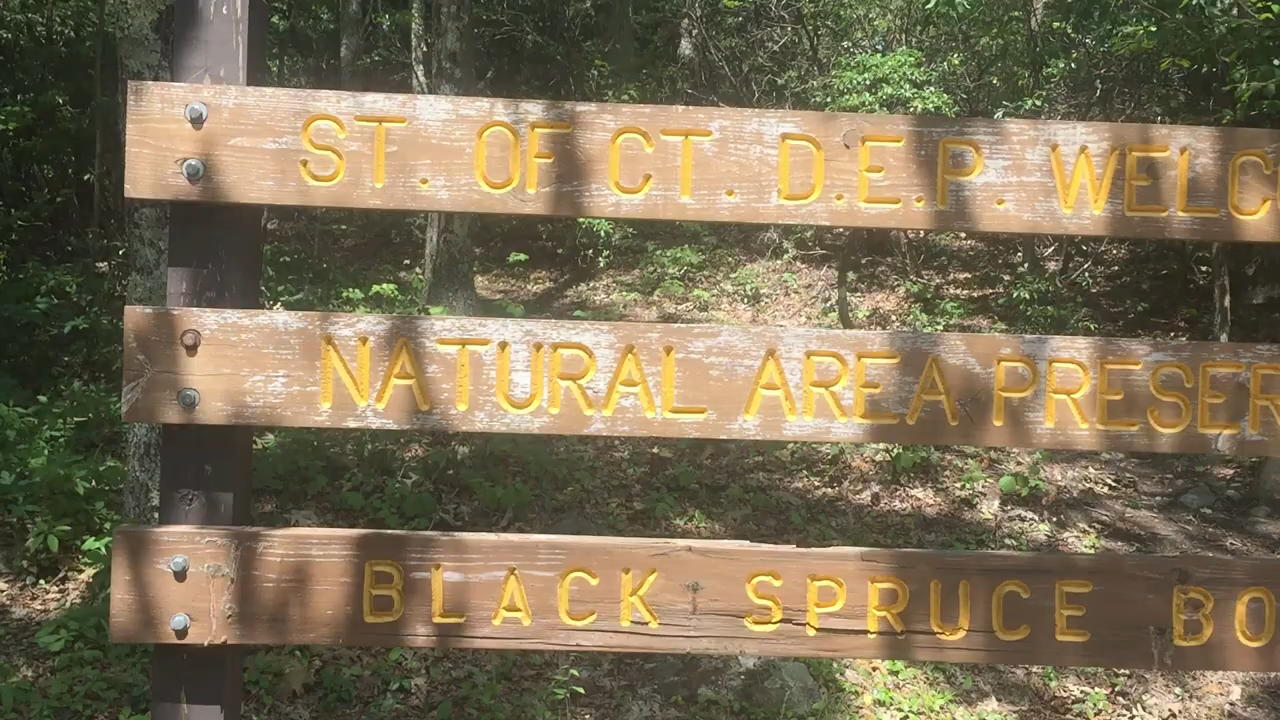 ST. OF CT. D.E.P. WELC
NATURAL AREA PRESER
BLACK SPRUCE BO